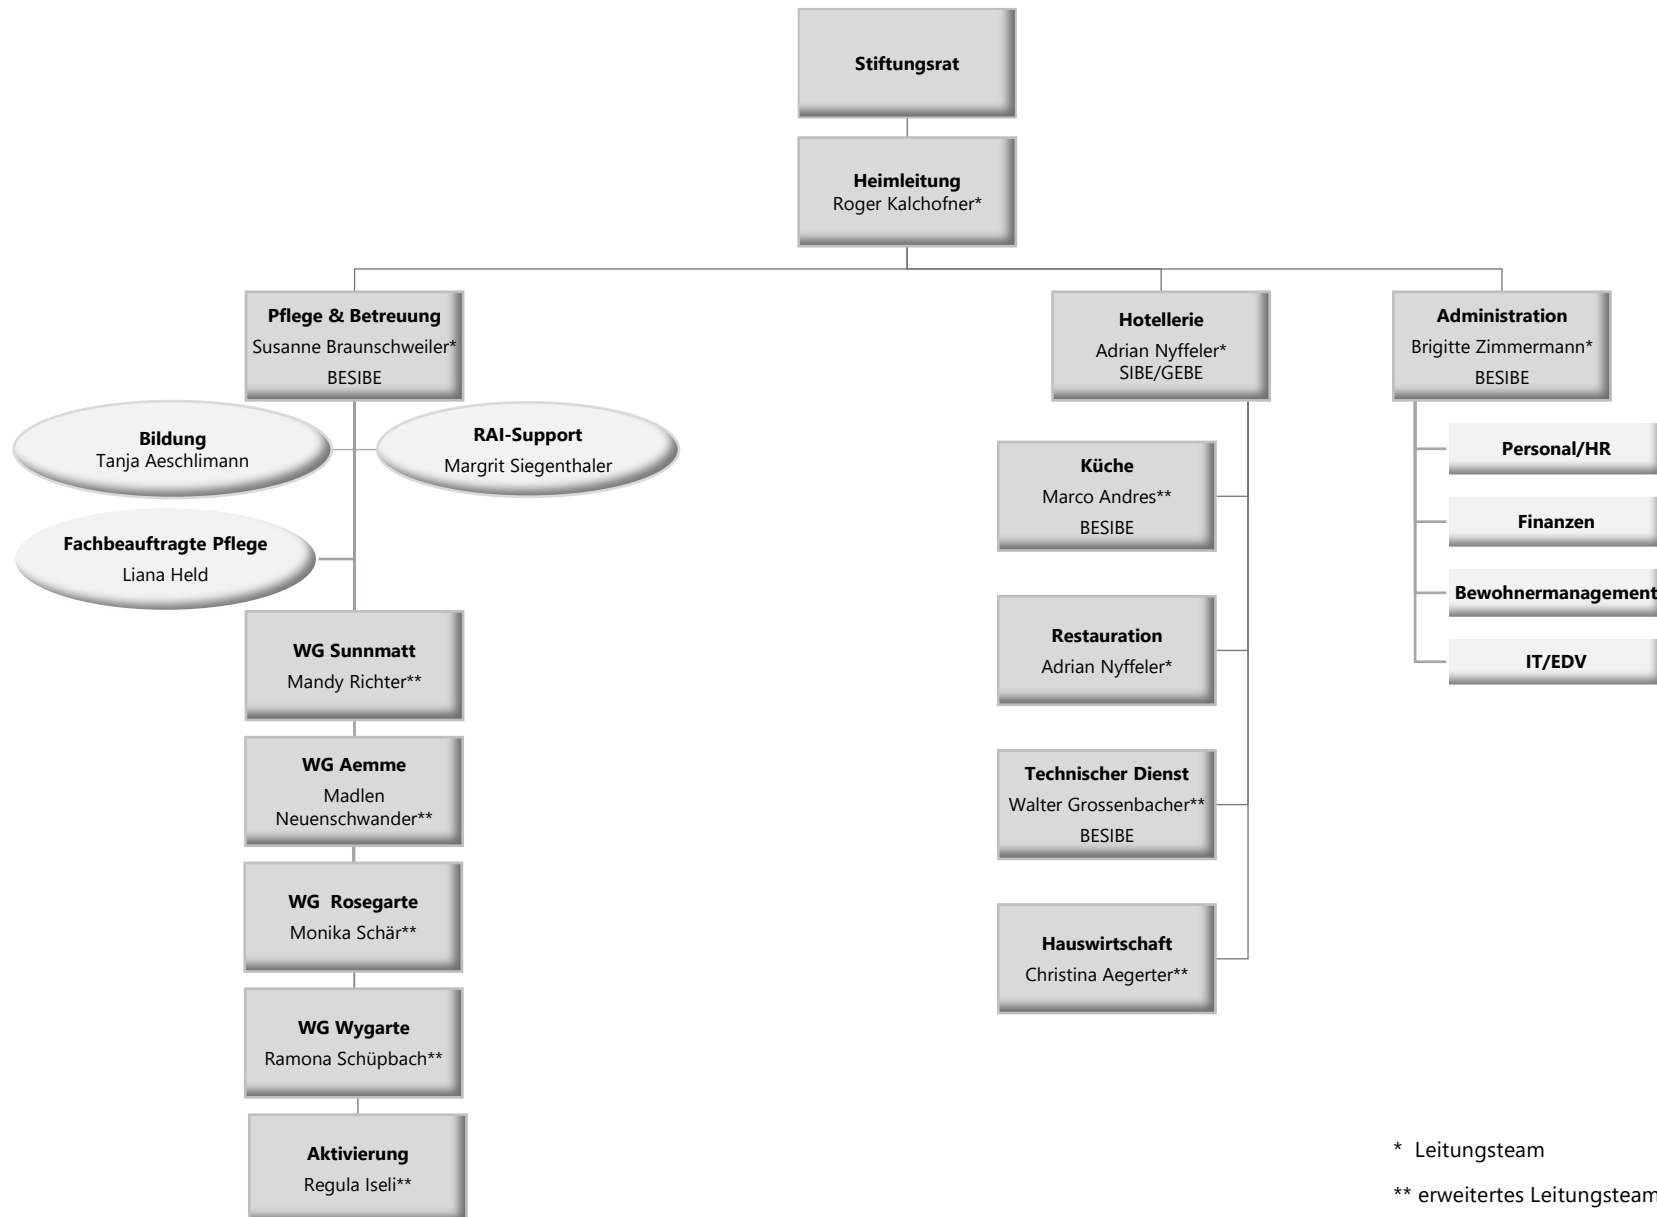 Stiftungsrat
Heimleitung
Roger Kalchofner*
Pflege & Betreuung
Susanne Braunschweiler*
BESIBE
Hotellerie
Adrian Nyffeler*
SIBE/GEBE
Administration
Brigitte Zimmermann*
BESIBE
Bildung
Tanja Aeschlimann
RAI-Support
Margrit Siegenthaler
Fachbeauftragte Pflege
Liana Held
WG Sunnmatt
Mandy Richter**
WG Aemme
Madlen
Neuenschwander**
WG  Rosegarte
Monika Schär**
WG Wygarte
Ramona Schüpbach**
Aktivierung
Regula Iseli**
Küche
Marco Andres**
BESIBE
Restauration
Adrian Nyffeler*
Technischer Dienst
Walter Grossenbacher**
BESIBE
Hauswirtschaft
Christina Aegerter**
Personal/HR
Finanzen
Bewohnermanagement
IT/EDV
*  Leitungsteam
** erweitertes Leitungsteam